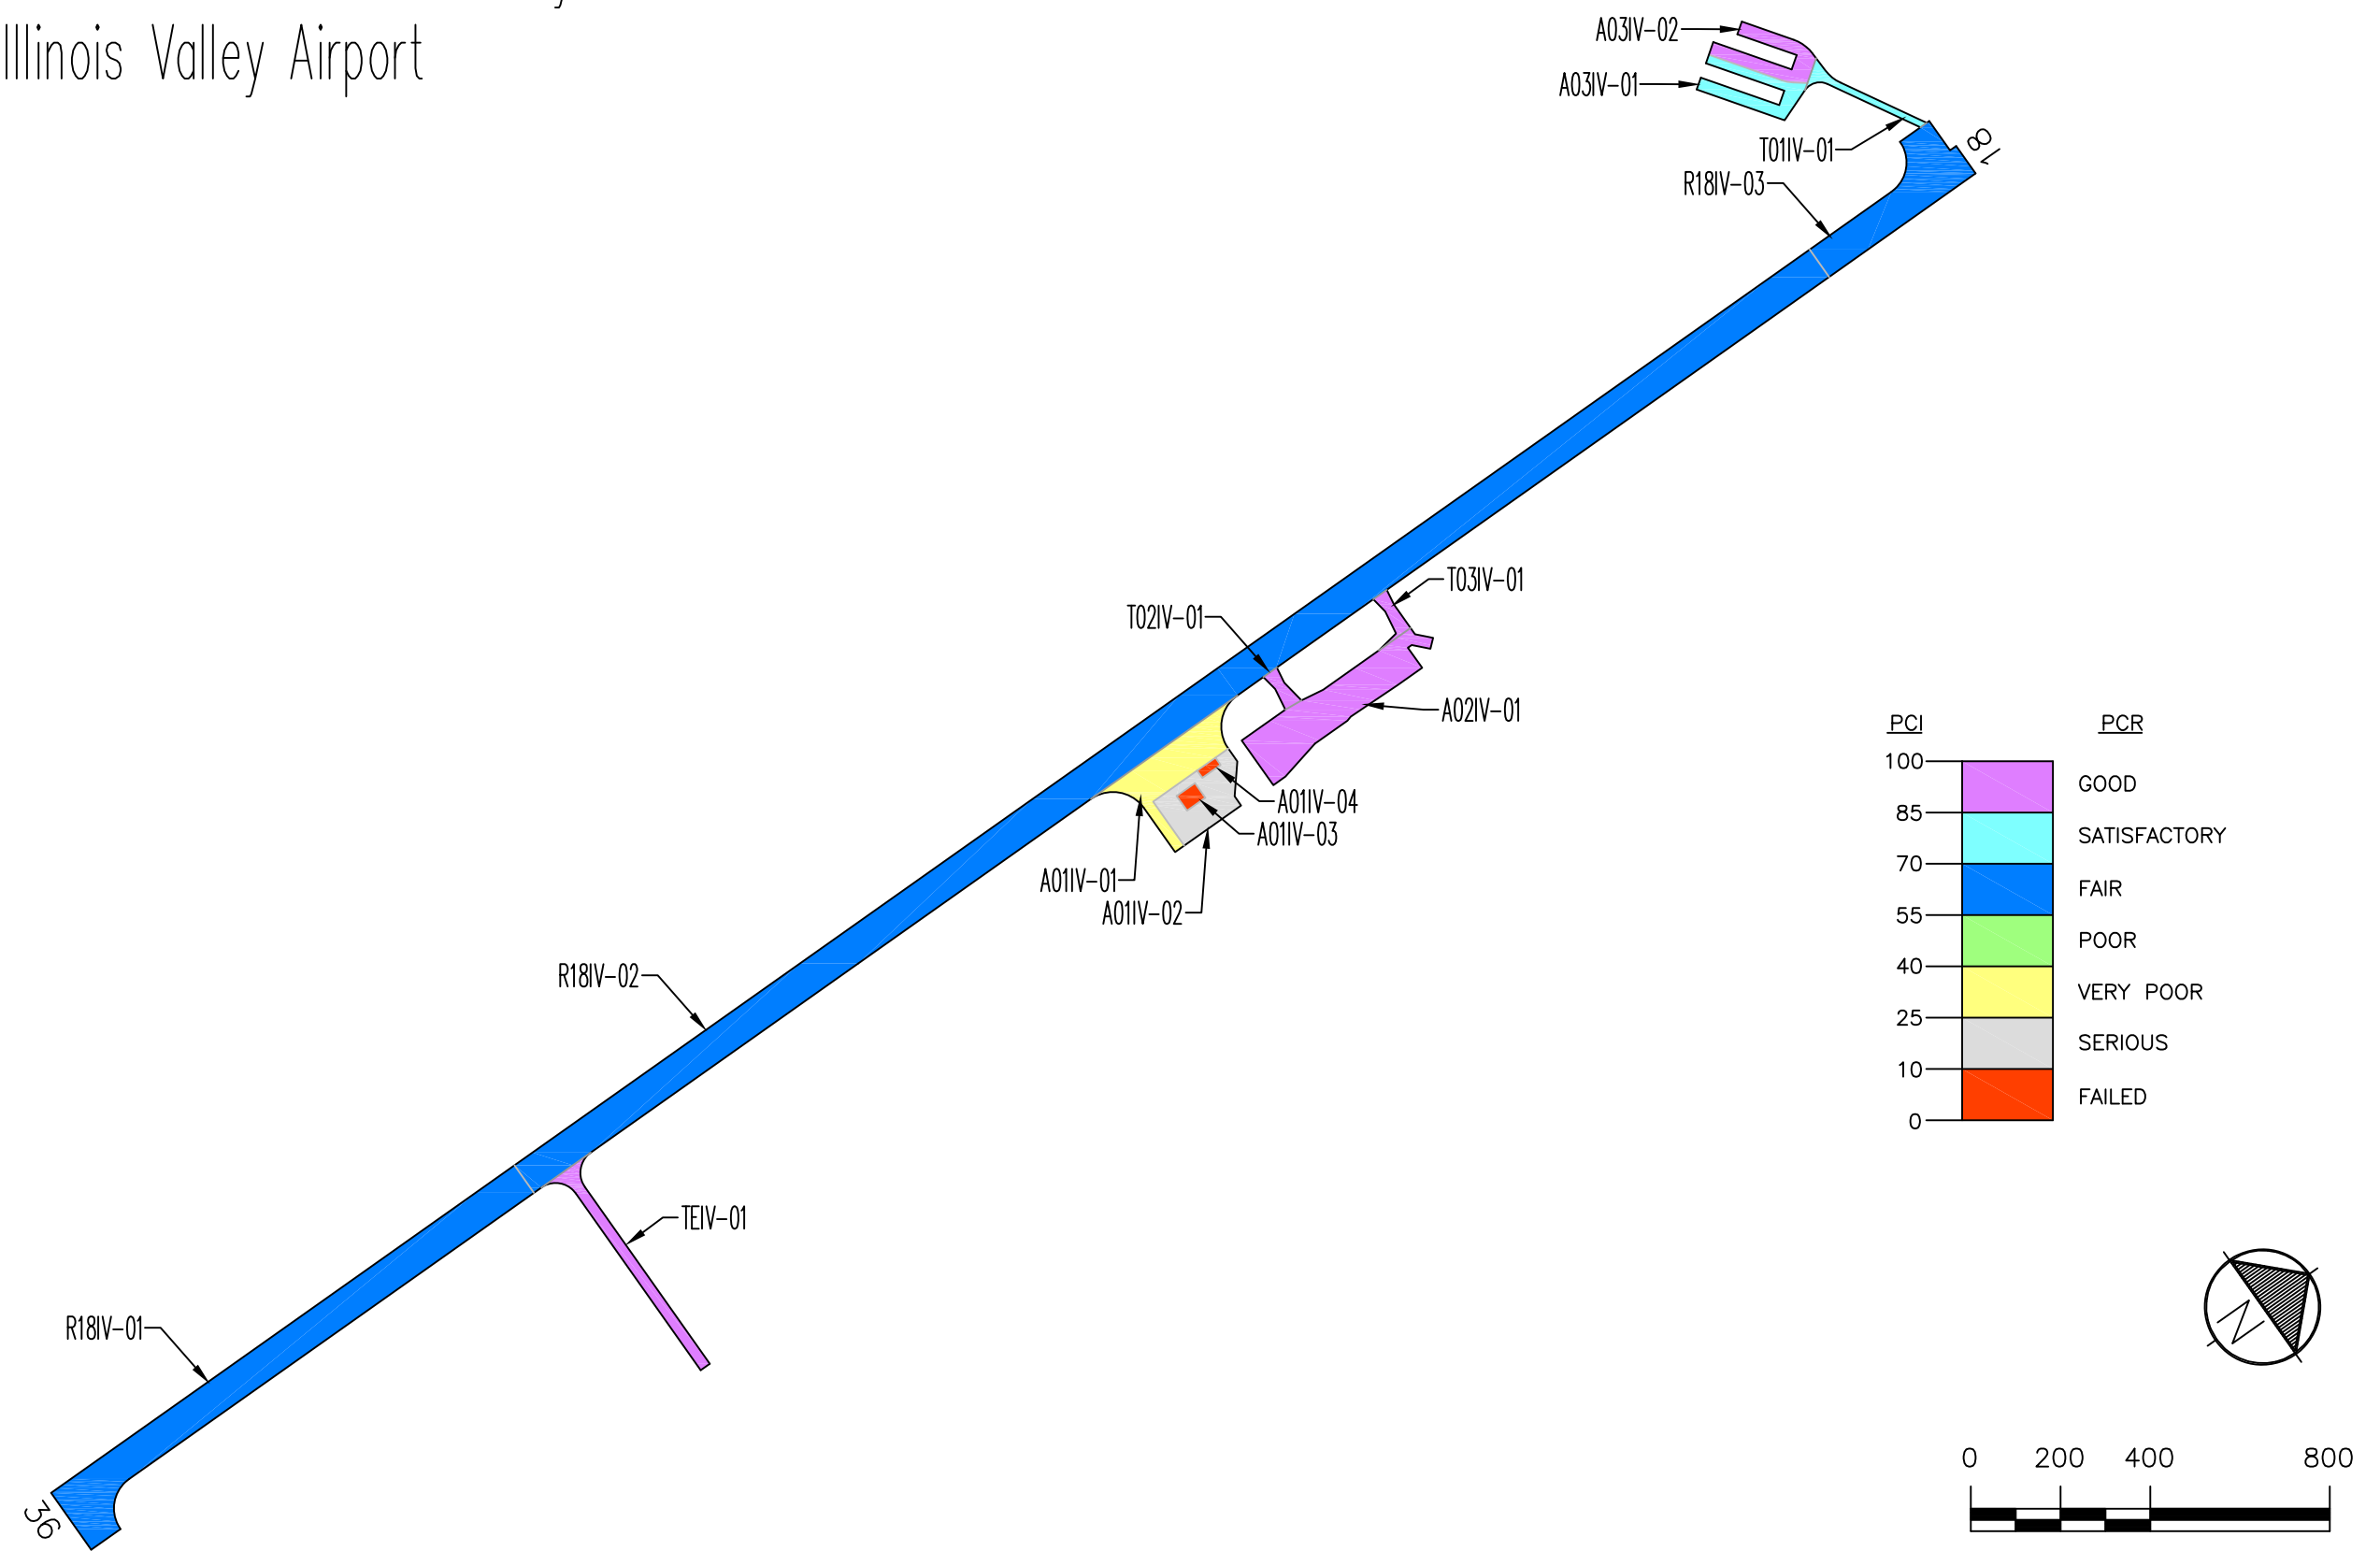 Illinois Valley Airport
A03IV-02
A03IV-01
T01IV-01
18
R18IV-03
T03IV-01
T02IV-01
A02IV-01
A01IV-04
A01IV-03
A01IV-01
A01IV-02
R18IV-02
TEIV-01
R18IV-01
36
PCI PCR
100
GOOD
85
SATISFACTORY
70
FAIR
55
POOR
40
VERY POOR
25
SERIOUS
10
FAILED
0
N
0 200 400 800